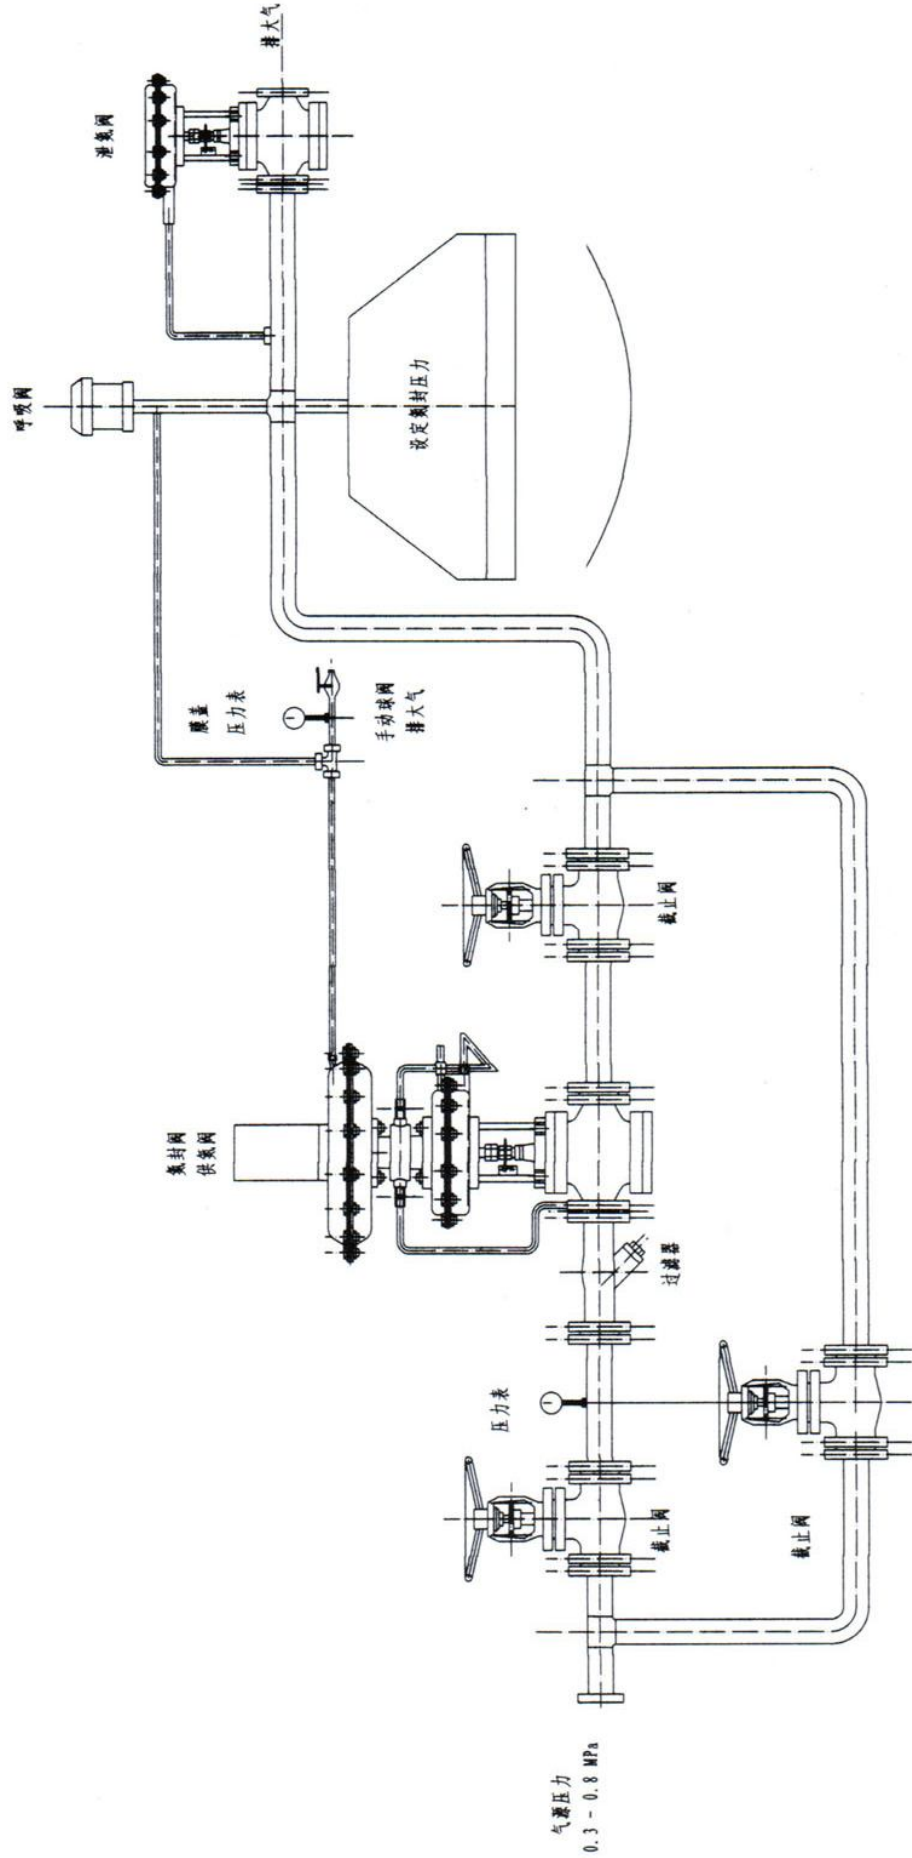 排大气
泄氮阀
呼吸阀
设定氮封压力
膜盖
压力表
手动球阀
排大气
截止阀
氮封阀
供氮阀
过滤器
压力表
截止阀
截止阀
气源压力
0.3 - 0.8 MPa